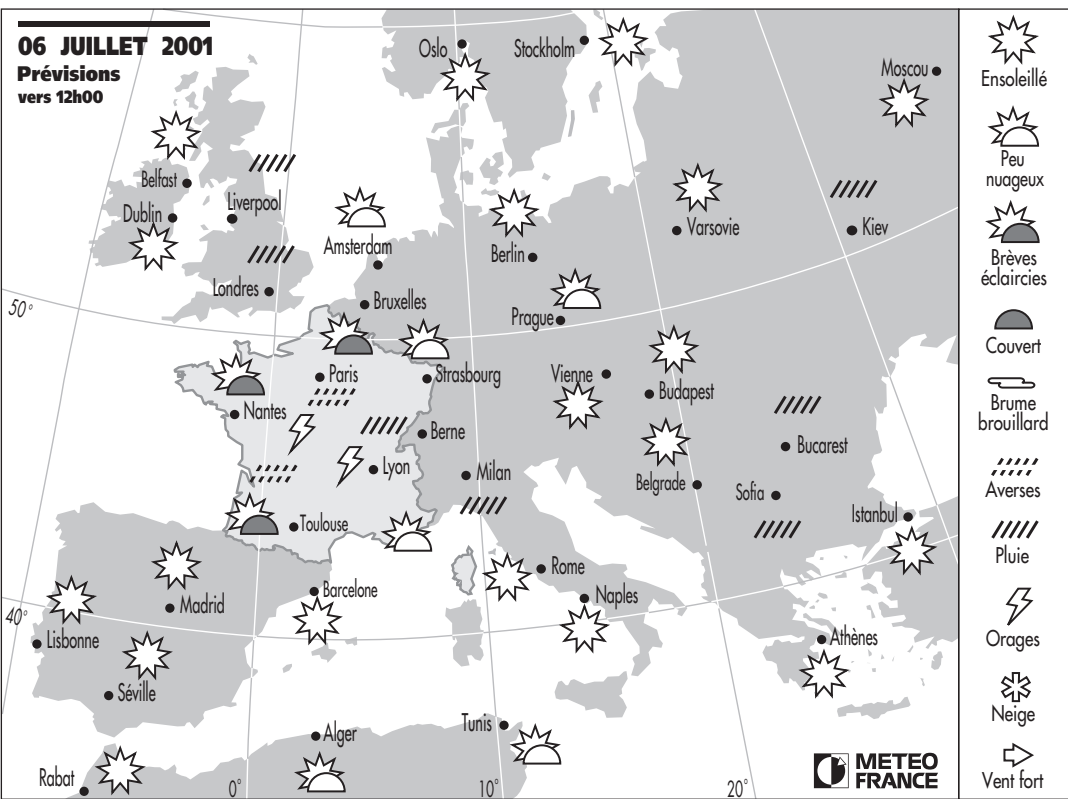 06 JUILLET 2001
Prévisions
vers 12h00
Oslo
Stockholm
Moscou
Belfast
Dublin
Liverpool
Amsterdam
Berlin
Varsovie
Kiev
Londres
Bruxelles
Prague
50°
Paris
Strasbourg
Vienne
Budapest
Nantes
Berne
Bucarest
Lyon
Milan
Belgrade
Sofia
Istanbul
Toulouse
Rome
Barcelone
Naples
Madrid
40°
Lisbonne
Athènes
Séville
Tunis
Alger
Rabat
0°
10°
20°
METEO
FRANCE
Ensoleillé
Peu
nuageux
Brèves
éclaircies
Couvert
Brume
brouillard
Averses
Pluie
Orages
Neige
Vent fort